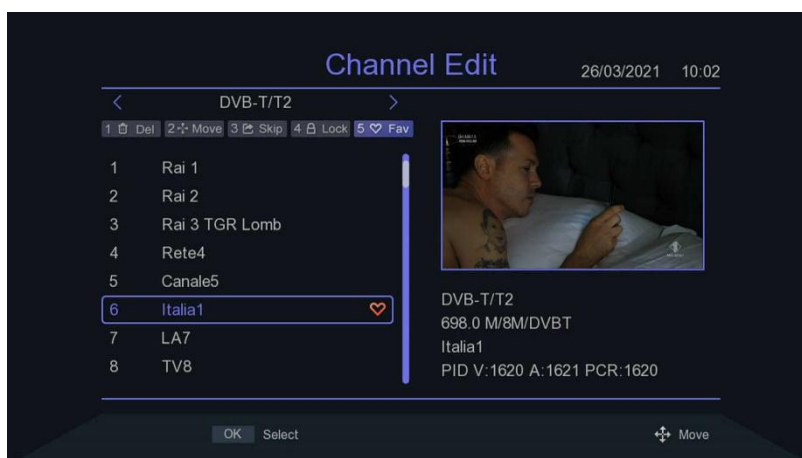 Channel Edit
26/03/2021 10:02
DVB-T/T2
1 Del 2 Move 3 Skip 4 Lock 5 Fav
1 Rai 1
2 Rai 2
3 Rai 3 TGR Lomb
4 Rete4
5 Canale5
6 Italia1
7 LA7
8 TV8
DVB-T/T2
698.0 M/8M/DVBT
Italia1
PID V:1620 A:1621 PCR:1620
OK Select
Move